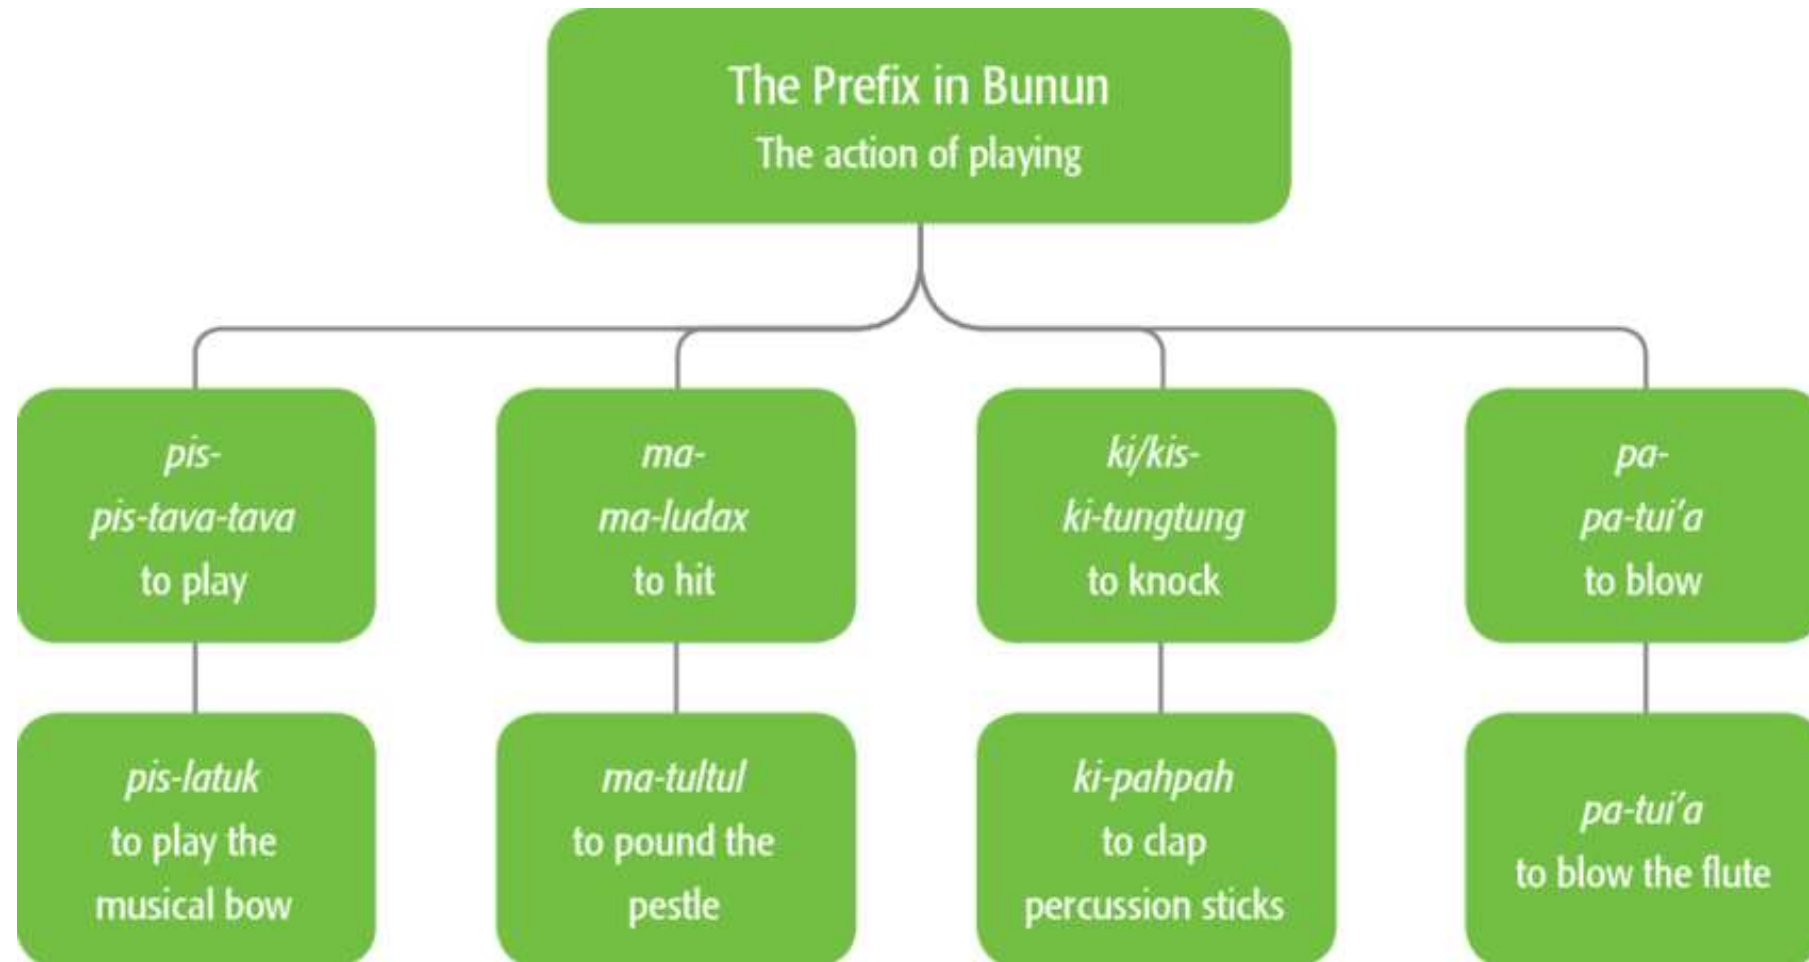 The Prefix in Bunun
The action of playing
pis-
pis-tava-tava
to play
ma-
ma-ludax
to hit
ki/kis-
ki-tungtung
to knock
pa-
pa-tui’a
to blow
pis-latuk
to play the
musical bow
ma-tultul
to pound the
pestle
ki-pahpah
to clap
percussion sticks
pa-tui’a
to blow the flute